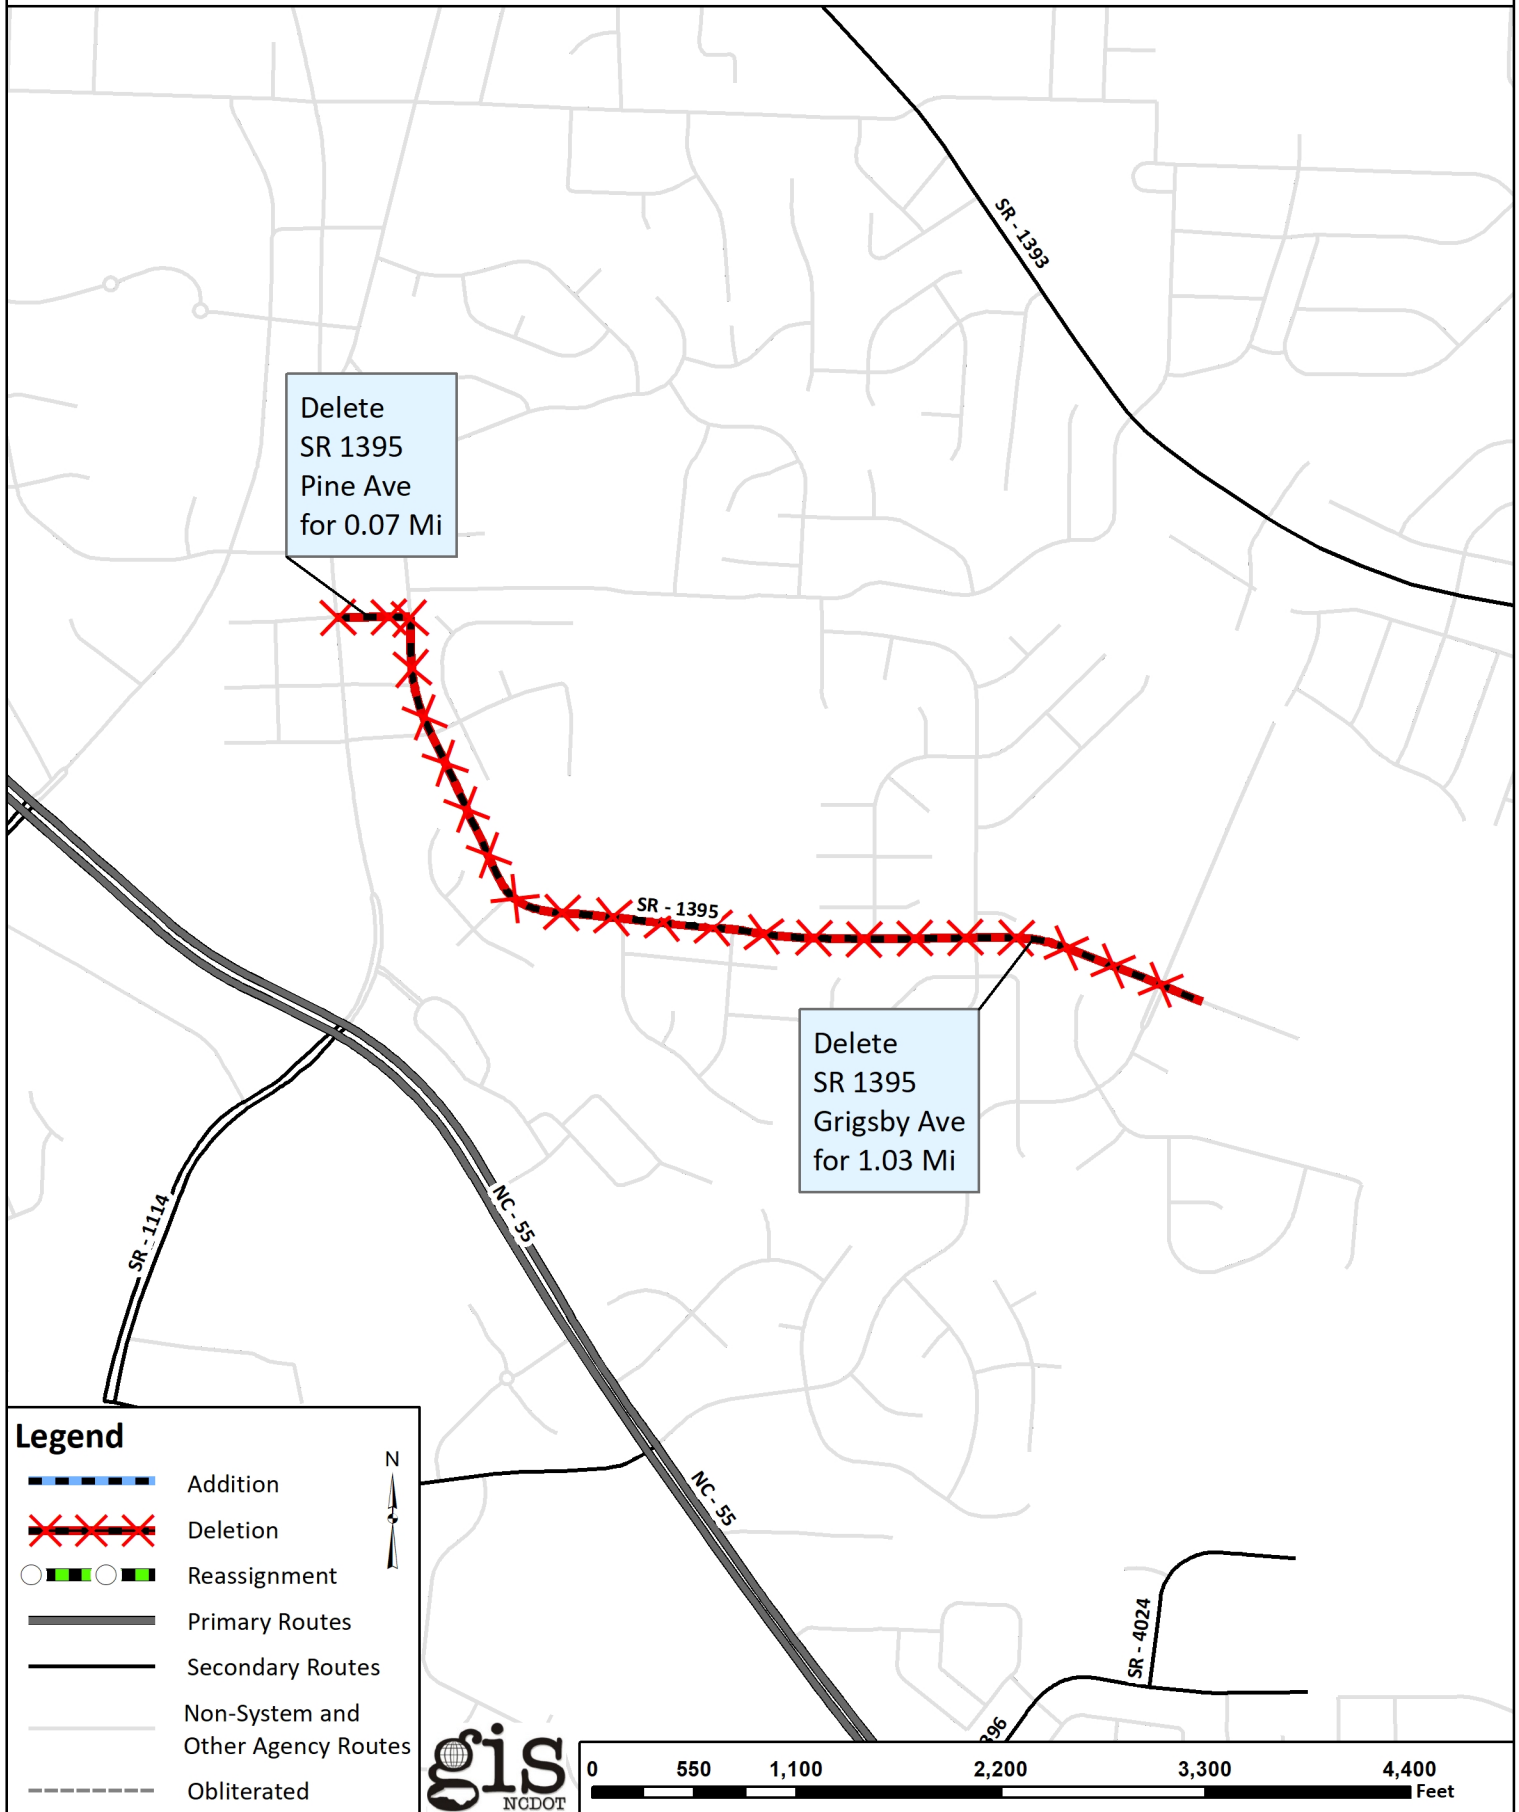 SR - 1393
Delete
SR 1395
Pine Ave
for 0.07 Mi
SR - 1395
Delete
SR 1395
Grigsby Ave
for 1.03 Mi
SR - 1114
NC - 55
NC - 55
SR - 4024
396
Legend
N
Addition
Deletion
Reassignment
Primary Routes
Secondary Routes
Non-System and
Other Agency Routes
Obliterated
gis
NCDOT
0 550 1,100 2,200 3,300 4,400
Feet